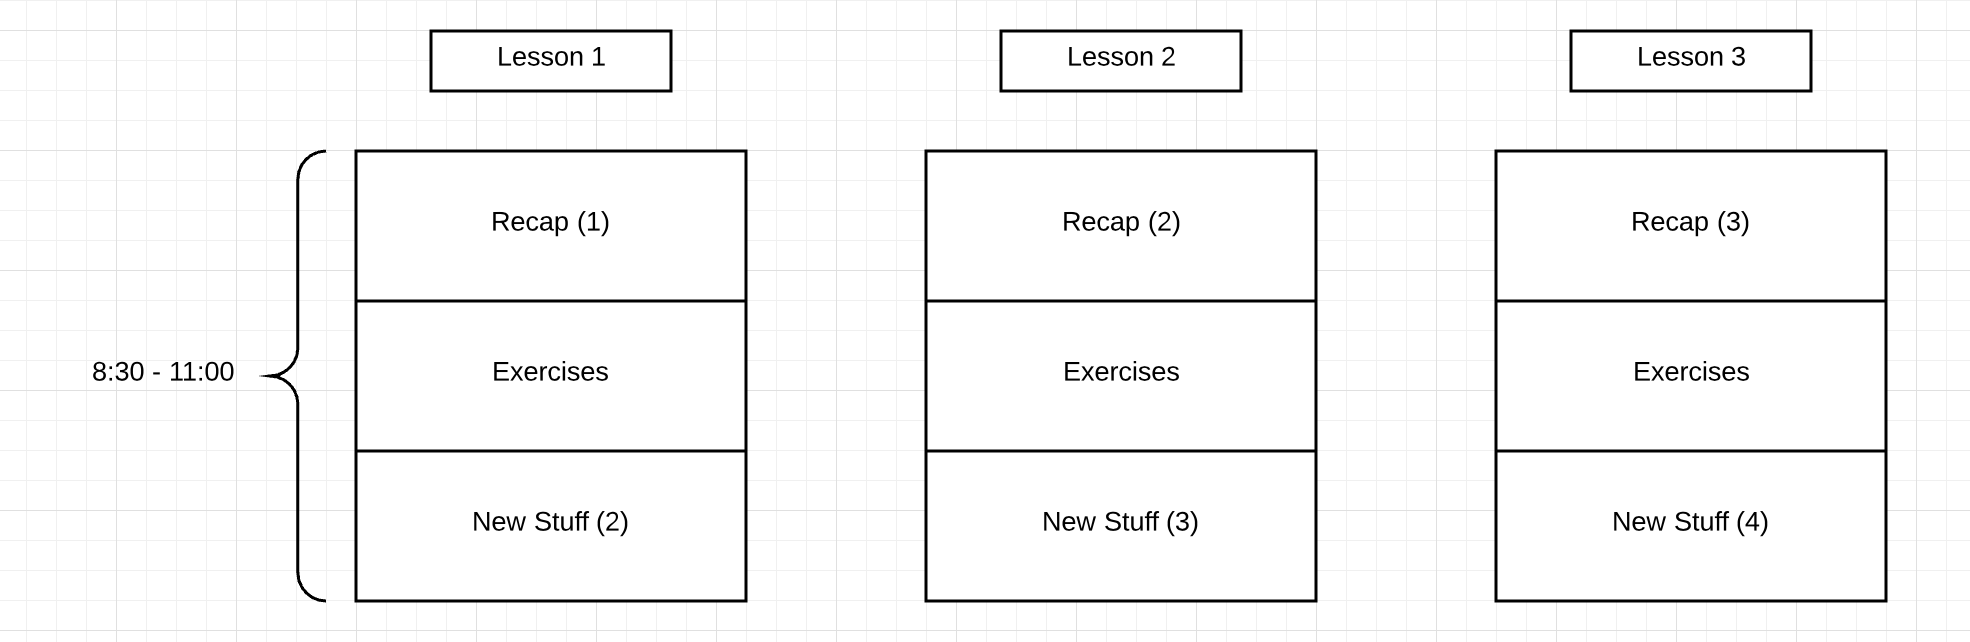 Lesson 1
Lesson 2
Lesson 3
8:30 - 11:00
Recap (1)
Exercises
New Stuff (2)
Recap (2)
Exercises
New Stuff (3)
Recap (3)
Exercises
New Stuff (4)